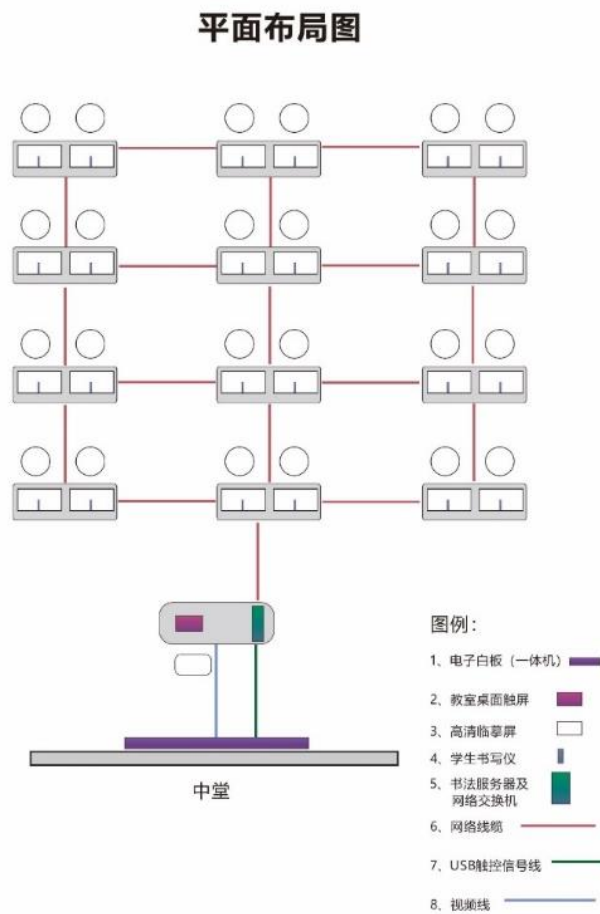 平面布局图
中堂
图例：
1、电子白板（一体机）
2、教室桌面触屏
3、高清临摹屏
4、学生书写仪
5、书法服务器及
网络交换机
6、网络线缆
7、USB触控信号线
8、视频线